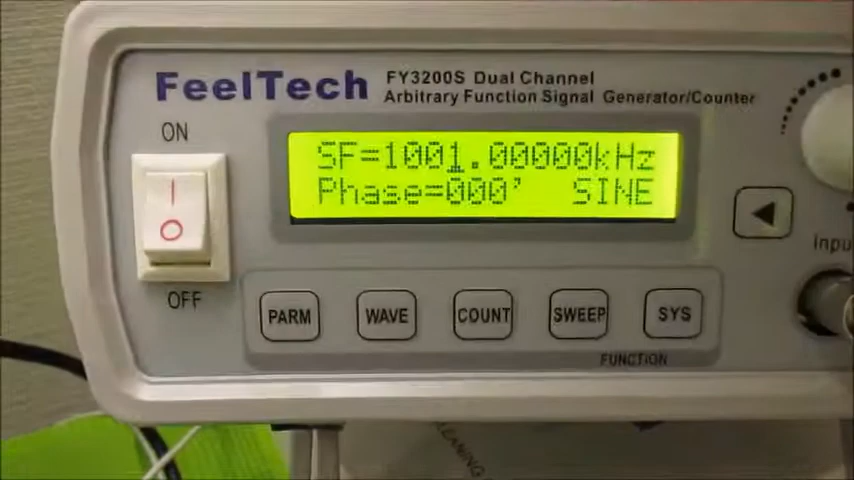 FeelTech
FY3200S Dual Channel
Arbitrary Function Signal Generator/Counter
ON
SF=1001.00000kHz
Phase=000' SINE
OFF
PARM
WAVE
COUNT
SWEEP
SYS
FUNCTION
Inpu